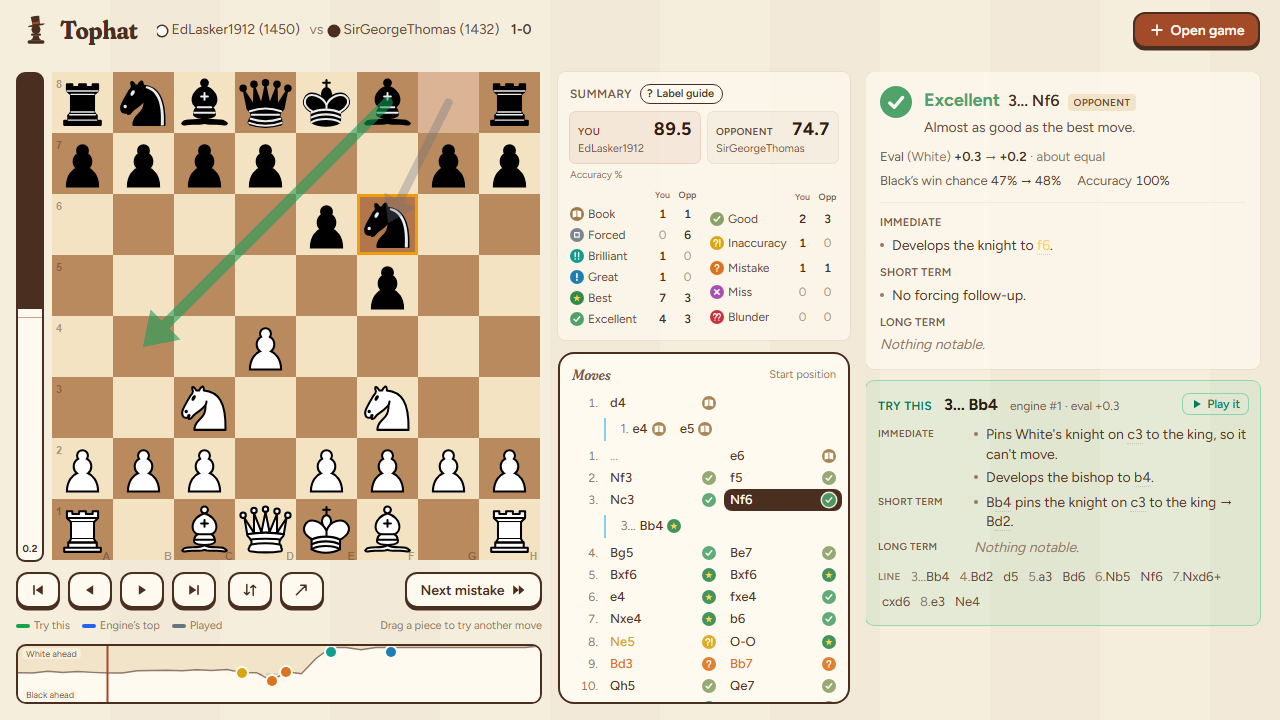 Tophat EdLasker1912 (1450) vs SirGeorgeThomas (1432) 1-0
+ Open game
8
7
6
5
4
3
2
1
A B C D E F G H
0.2
Next mistake
Try this Engine's top Played Drag a piece to try another move
White ahead
Black ahead
SUMMARY ? Label guide
YOU 89.5
EdLasker1912
OPPONENT 74.7
SirGeorgeThomas
Accuracy %
You Opp
Book 1 1
Forced 0 6
Brilliant 1 0
Great 1 0
Best 7 3
Excellent 4 3
You Opp
Good 2 3
Inaccuracy 1 0
Mistake 1 1
Miss 0 0
Blunder 0 0
Moves Start position
1. d4
1. e4 e5
1. ... e6
2. Nf3 f5
3. Nc3 Nf6
3... Bb4
4. Bg5 Be7
5. Bxf6 Bxf6
6. e4 fxe4
7. Nxe4 b6
8. Ne5 O-O
9. Bd3 Bb7
10. Qh5 Qe7
Excellent 3... Nf6 OPPONENT
Almost as good as the best move.
Eval (White) +0.3 → +0.2 · about equal
Black's win chance 47% → 48% Accuracy 100%
IMMEDIATE
• Develops the knight to f6.
SHORT TERM
• No forcing follow-up.
LONG TERM
Nothing notable.
TRY THIS 3... Bb4 engine #1 · eval +0.3 Play it
IMMEDIATE • Pins White's knight on c3 to the king, so it
can't move.
• Develops the bishop to b4.
SHORT TERM • Bb4 pins the knight on c3 to the king →
Bd2.
LONG TERM Nothing notable.
LINE 3...Bb4 4.Bd2 d5 5.a3 Bd6 6.Nb5 Nf6 7.Nxd6+
cxd6 8.e3 Ne4